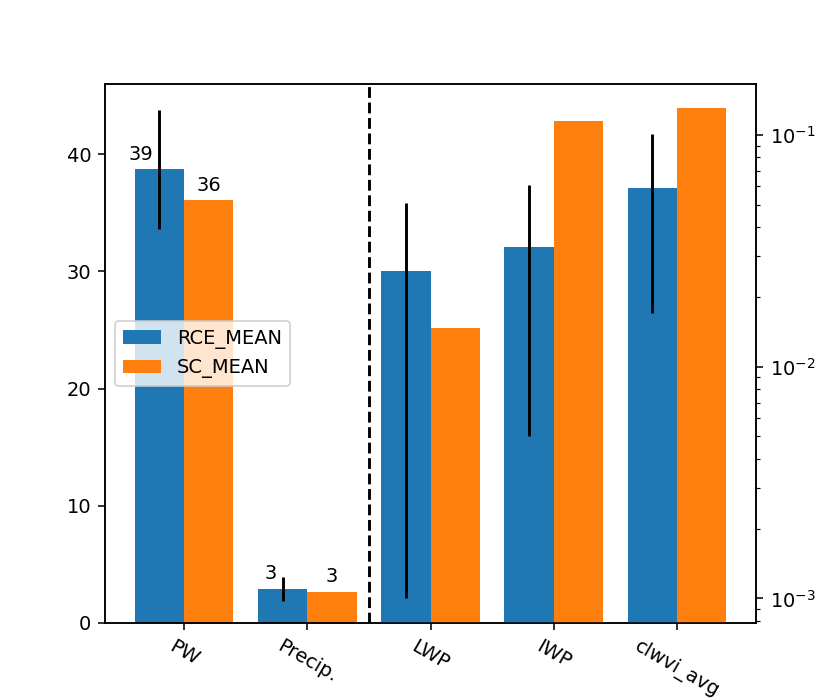 39
36
3
3
40
30
20
10
0
10⁻¹
10⁻²
10⁻³
RCE_MEAN
SC_MEAN
PW
Precip.
LWP
IWP
clwvi_avg